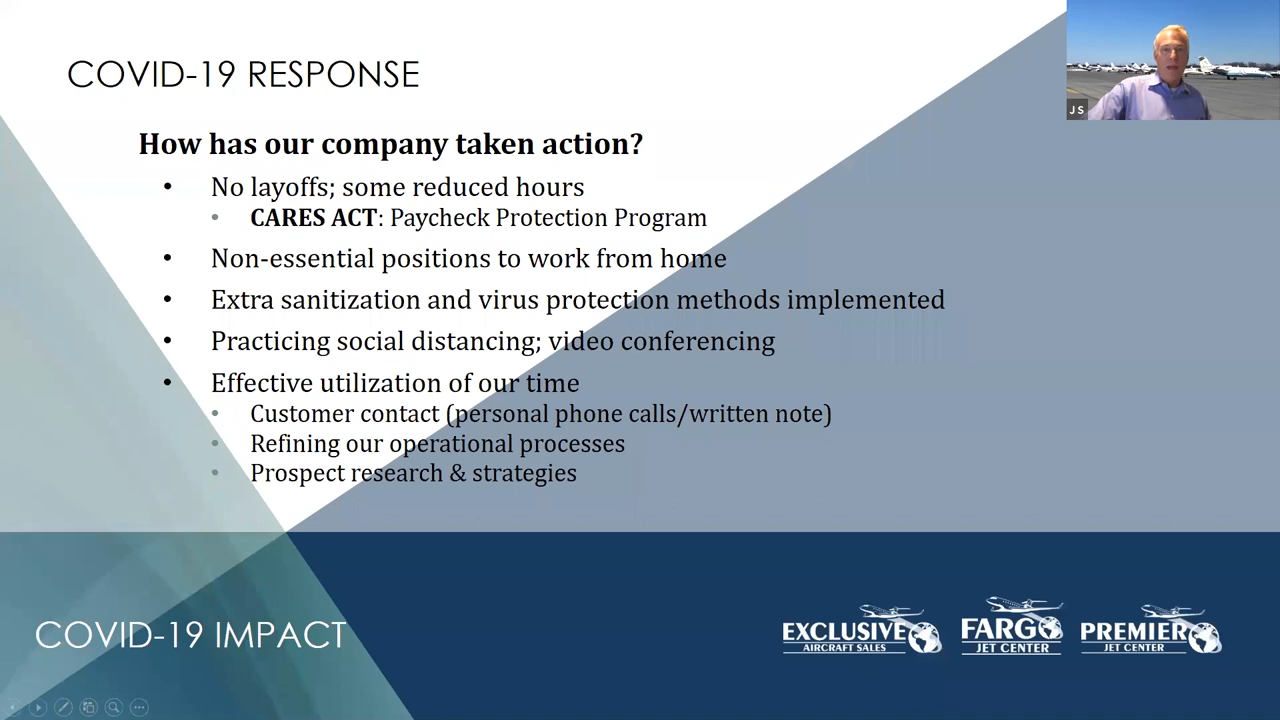 COVID-19 RESPONSE
JS
How has our company taken action?
• No layoffs; some reduced hours
• CARES ACT: Paycheck Protection Program
• Non-essential positions to work from home
• Extra sanitization and virus protection methods implemented
• Practicing social distancing; video conferencing
• Effective utilization of our time
• Customer contact (personal phone calls/written note)
• Refining our operational processes
• Prospect research & strategies
COVID-19 IMPACT
EXCLUSIVE
AIRCRAFT SALES
FARGO
JET CENTER
PREMIER
JET CENTER